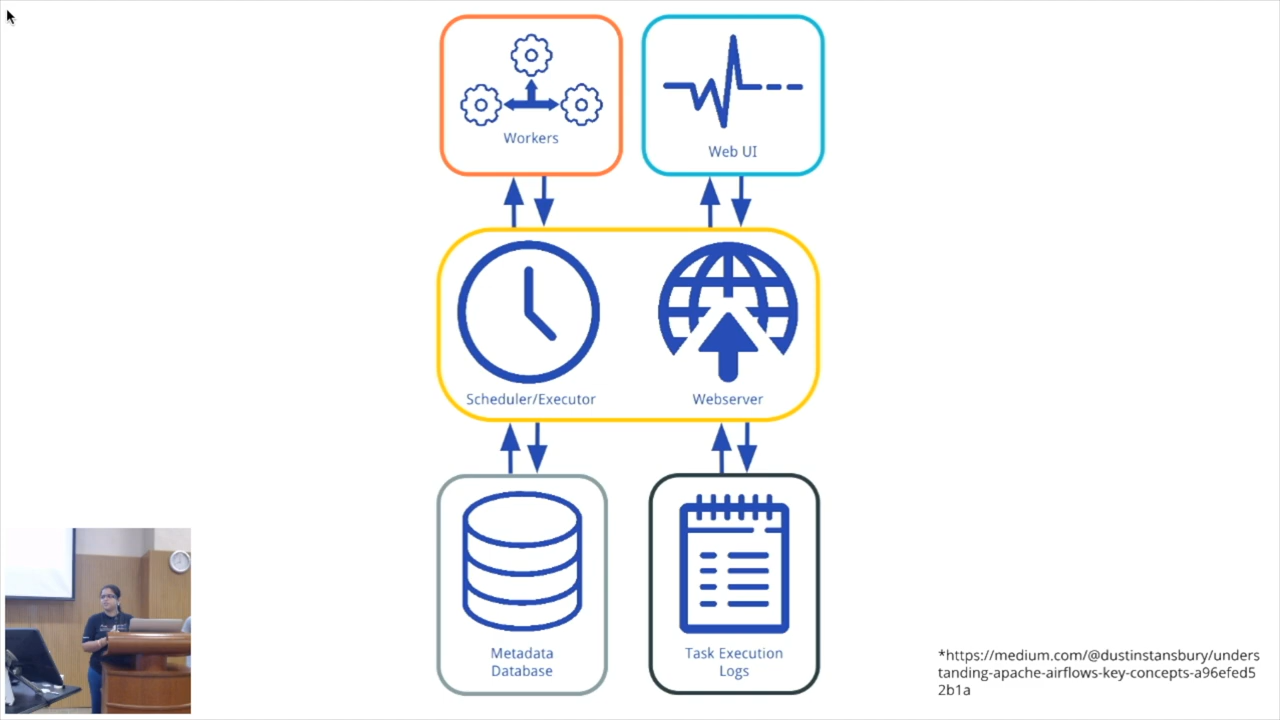 Workers
Web UI
Scheduler/Executor
Webserver
Metadata
Database
Task Execution
Logs
*https://medium.com/@dustinstansbury/unders
tanding-apache-airflows-key-concepts-a96efed5
2b1a